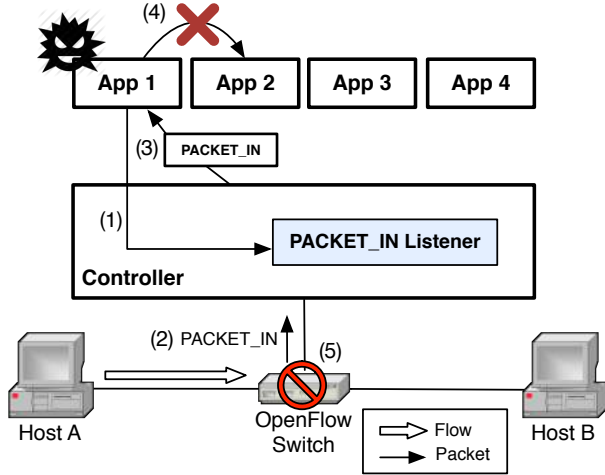 (4)
App 1
App 2
App 3
App 4
(3)
PACKET_IN
(1)
PACKET_IN Listener
Controller
(2) PACKET_IN
(5)
Host A
OpenFlow
Switch
Host B
Flow
Packet